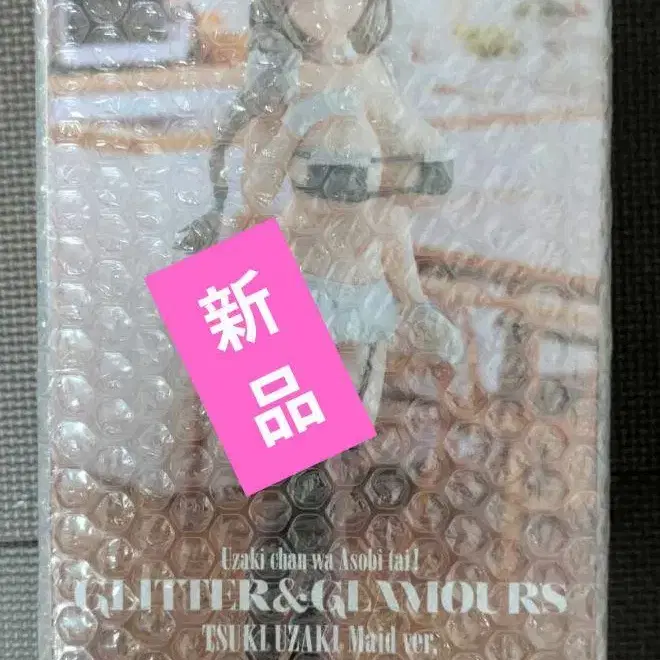 新
品
Uzaki chan wa Asobi tai!
GLITTER&GLAMOURS
TSUKI UZAKI Maid ver.